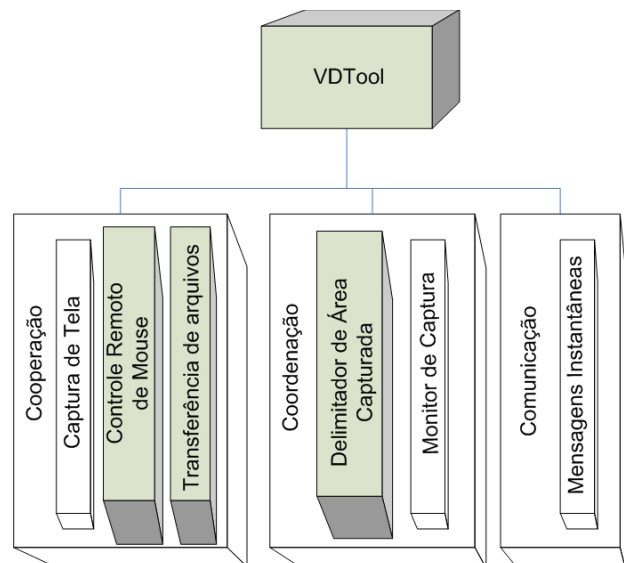 VDTool
Cooperação
Captura de Tela
Controle Remoto
de Mouse
Transferência de arquivos
Coordenação
Delimitador de Área
Capturada
Monitor de Captura
Comunicação
Mensagens Instantâneas